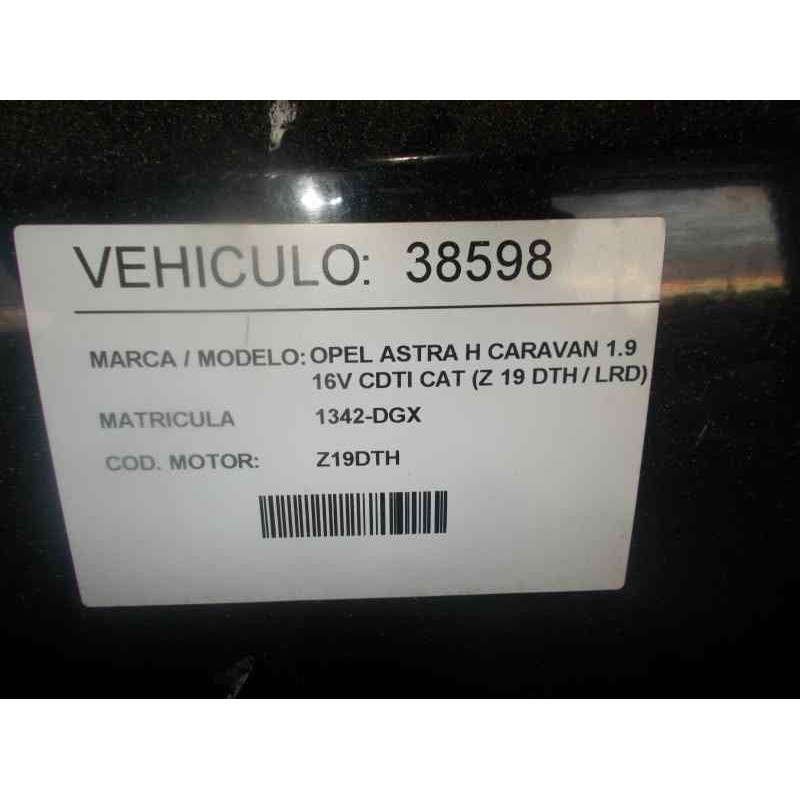 VEHICULO: 38598
MARCA / MODELO: OPEL ASTRA H CARAVAN 1.9
16V CDTI CAT (Z 19 DTH / LRD)
MATRICULA 1342-DGX
COD. MOTOR: Z19DTH